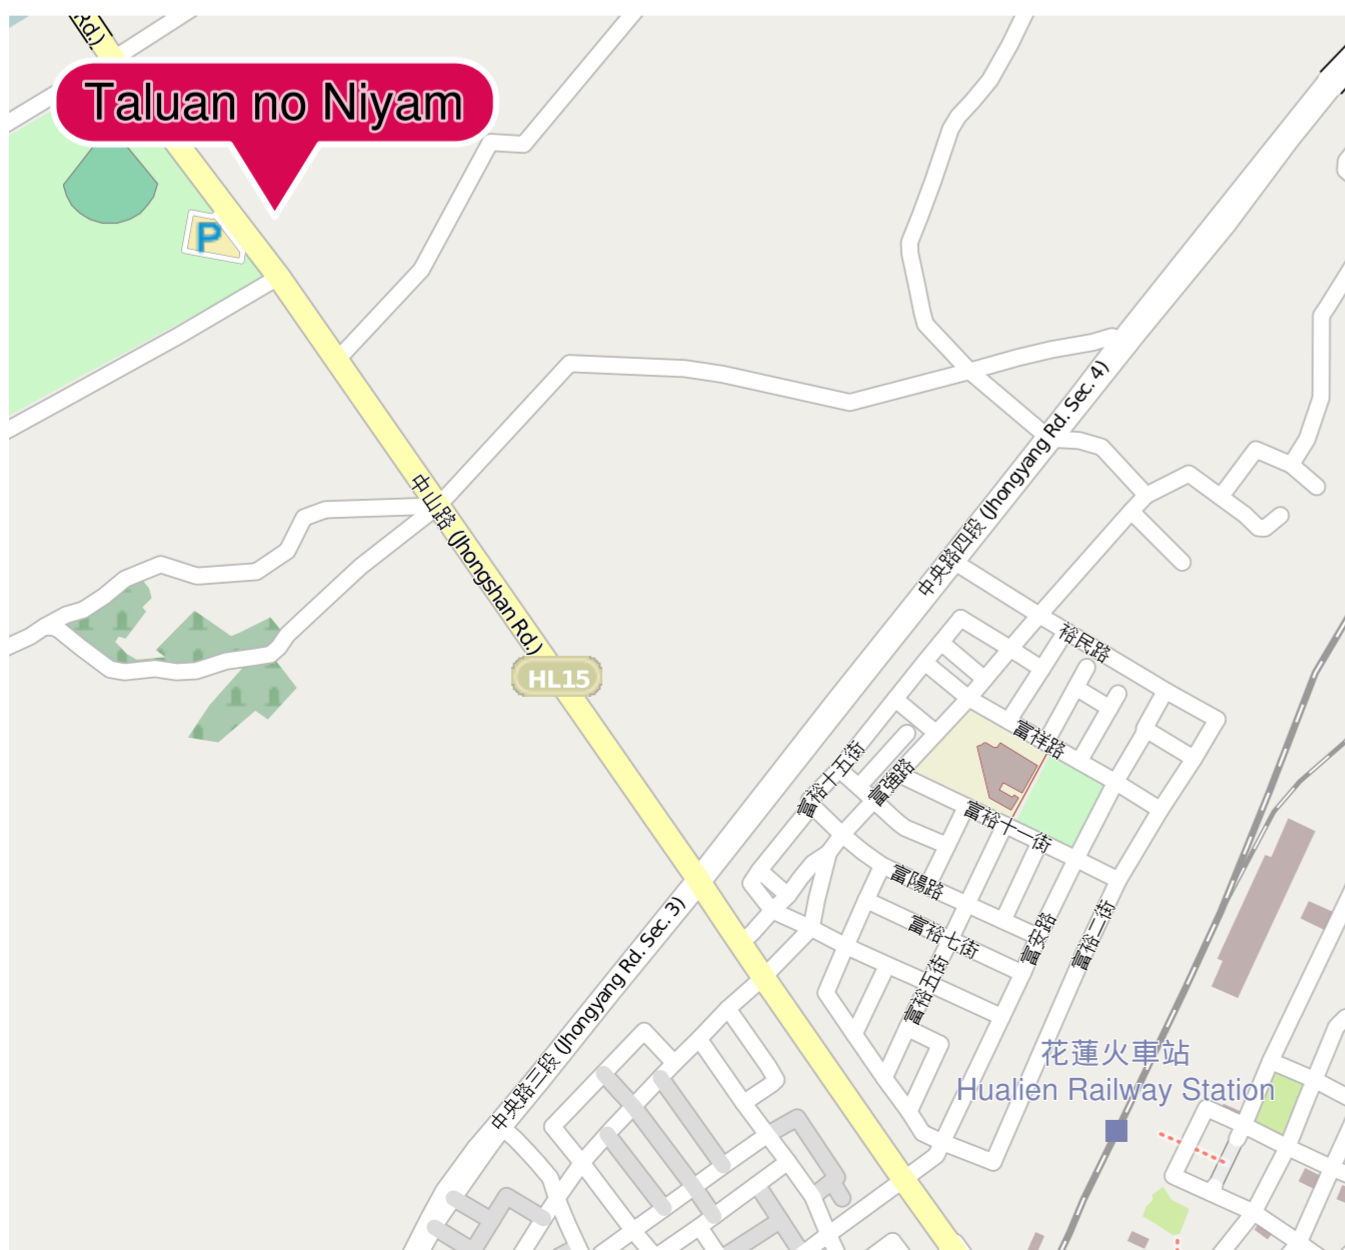 Rd.)
Taluan no Niyam
P
中央路四段 (Jhongyang Rd. Sec. 4)
中山路 (Jhongshan Rd.)
HL15
裕民路
富祥路
富裕十五街
富強路
富裕十一街
富陽路
富裕七街
富安路
富裕二街
富裕五街
中央路三段 (Jhongyang Rd. Sec. 3)
花蓮火車站
Hualien Railway Station